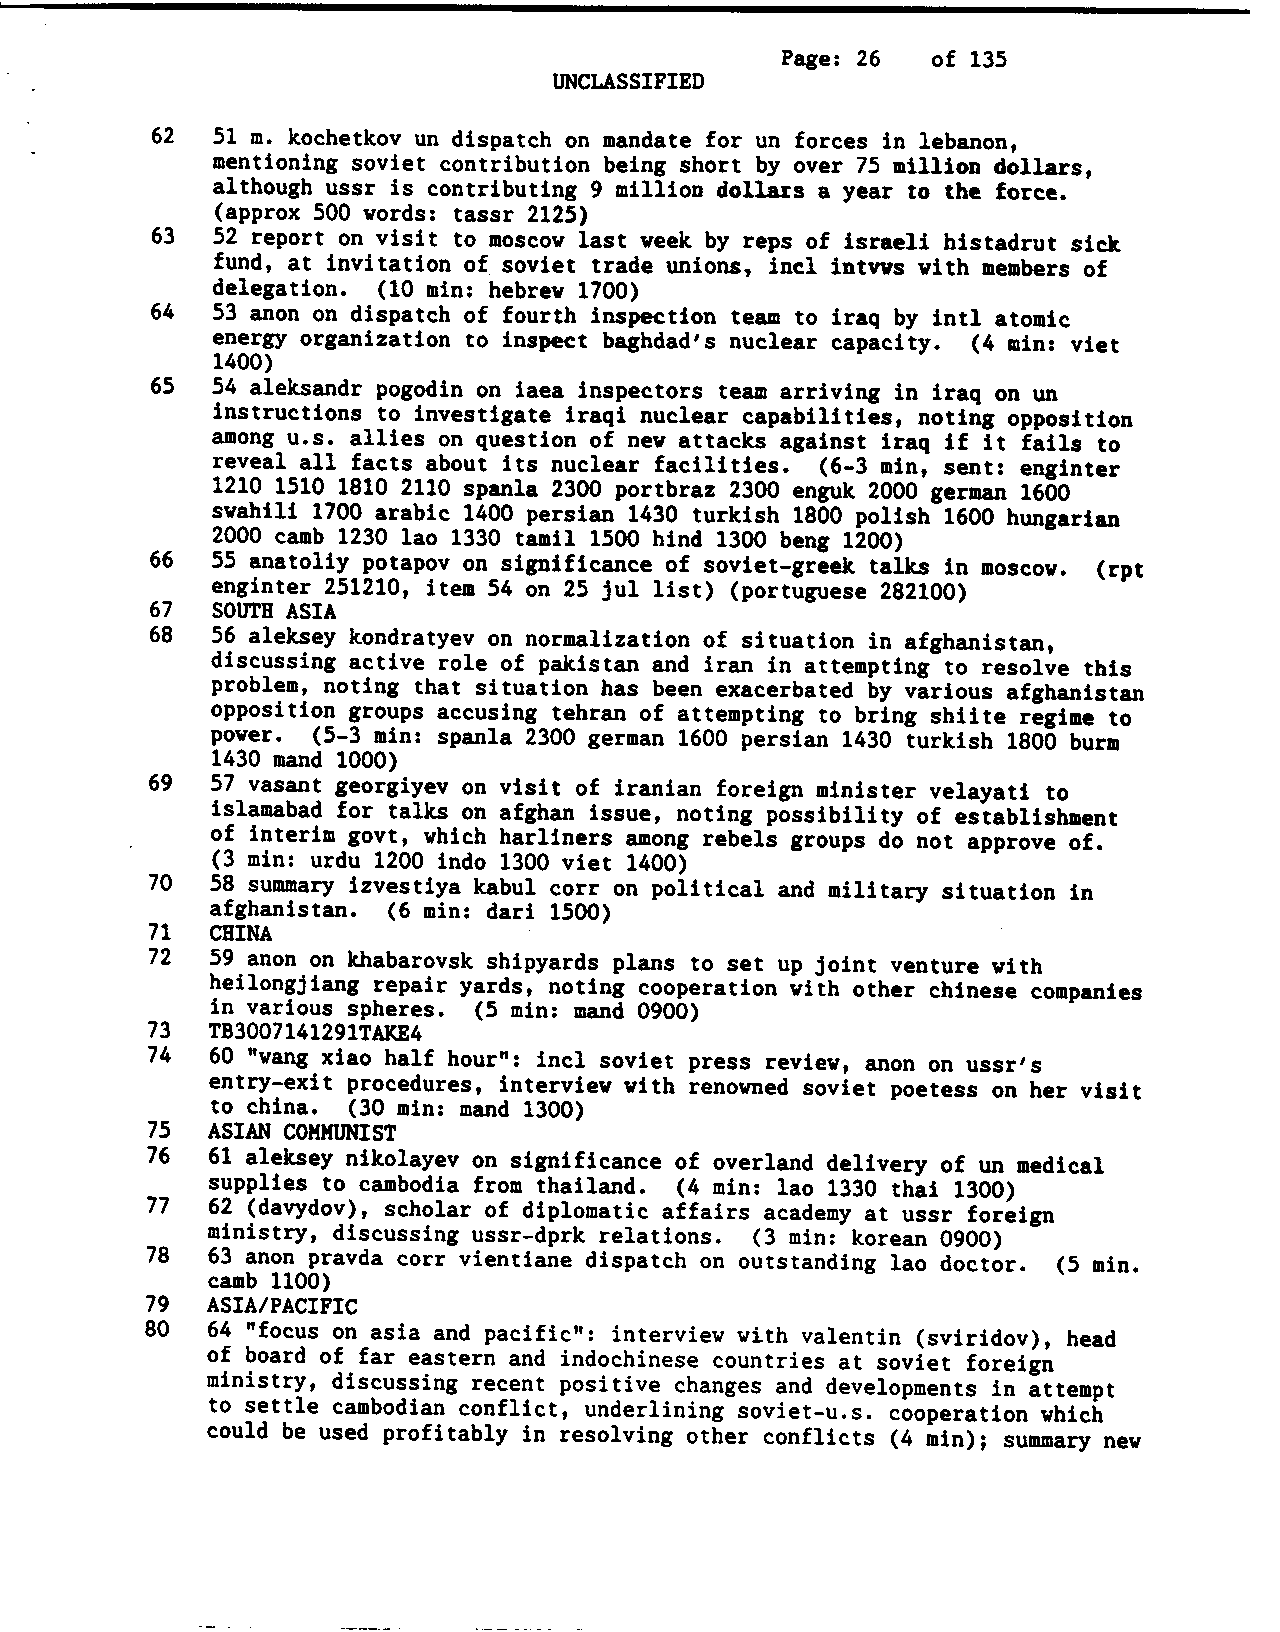 Page: 26 of 135
UNCLASSIFIED
62 51 m. kochetkov un dispatch on mandate for un forces in lebanon,
mentioning soviet contribution being short by over 75 million dollars,
although ussr is contributing 9 million dollars a year to the force.
(approx 500 words: tassr 2125)
63 52 report on visit to moscow last week by reps of israeli histadrut sick
fund, at invitation of soviet trade unions, incl intvws with members of
delegation. (10 min: hebrew 1700)
64 53 anon on dispatch of fourth inspection team to iraq by intl atomic
energy organization to inspect baghdad's nuclear capacity. (4 min: viet
1400)
65 54 aleksandr pogodin on iaea inspectors team arriving in iraq on un
instructions to investigate iraqi nuclear capabilities, noting opposition
among u.s. allies on question of new attacks against iraq if it fails to
reveal all facts about its nuclear facilities. (6-3 min, sent: enginter
1210 1510 1810 2110 spanla 2300 portbraz 2300 enguk 2000 german 1600
swahili 1700 arabic 1400 persian 1430 turkish 1800 polish 1600 hungarian
2000 camb 1230 lao 1330 tamil 1500 hind 1300 beng 1200)
66 55 anatoliy potapov on significance of soviet-greek talks in moscow. (rpt
enginter 251210, item 54 on 25 jul list) (portuguese 282100)
67 SOUTH ASIA
68 56 aleksey kondratyev on normalization of situation in afghanistan,
discussing active role of pakistan and iran in attempting to resolve this
problem, noting that situation has been exacerbated by various afghanistan
opposition groups accusing tehran of attempting to bring shiite regime to
power. (5-3 min: spanla 2300 german 1600 persian 1430 turkish 1800 burm
1430 mand 1000)
69 57 vasant georgiyev on visit of iranian foreign minister velayati to
islamabad for talks on afghan issue, noting possibility of establishment
of interim govt, which harliners among rebels groups do not approve of.
(3 min: urdu 1200 indo 1300 viet 1400)
70 58 summary izvestiya kabul corr on political and military situation in
afghanistan. (6 min: dari 1500)
71 CHINA
72 59 anon on khabarovsk shipyards plans to set up joint venture with
heilongjiang repair yards, noting cooperation with other chinese companies
in various spheres. (5 min: mand 0900)
73 TB3007141291TAKE4
74 60 "wang xiao half hour": incl soviet press review, anon on ussr's
entry-exit procedures, interview with renowned soviet poetess on her visit
to china. (30 min: mand 1300)
75 ASIAN COMMUNIST
76 61 aleksey nikolayev on significance of overland delivery of un medical
supplies to cambodia from thailand. (4 min: lao 1330 thai 1300)
77 62 (davydov), scholar of diplomatic affairs academy at ussr foreign
ministry, discussing ussr-dprk relations. (3 min: korean 0900)
78 63 anon pravda corr vientiane dispatch on outstanding lao doctor. (5 min.
camb 1100)
79 ASIA/PACIFIC
80 64 "focus on asia and pacific": interview with valentin (sviridov), head
of board of far eastern and indochinese countries at soviet foreign
ministry, discussing recent positive changes and developments in attempt
to settle cambodian conflict, underlining soviet-u.s. cooperation which
could be used profitably in resolving other conflicts (4 min); summary new